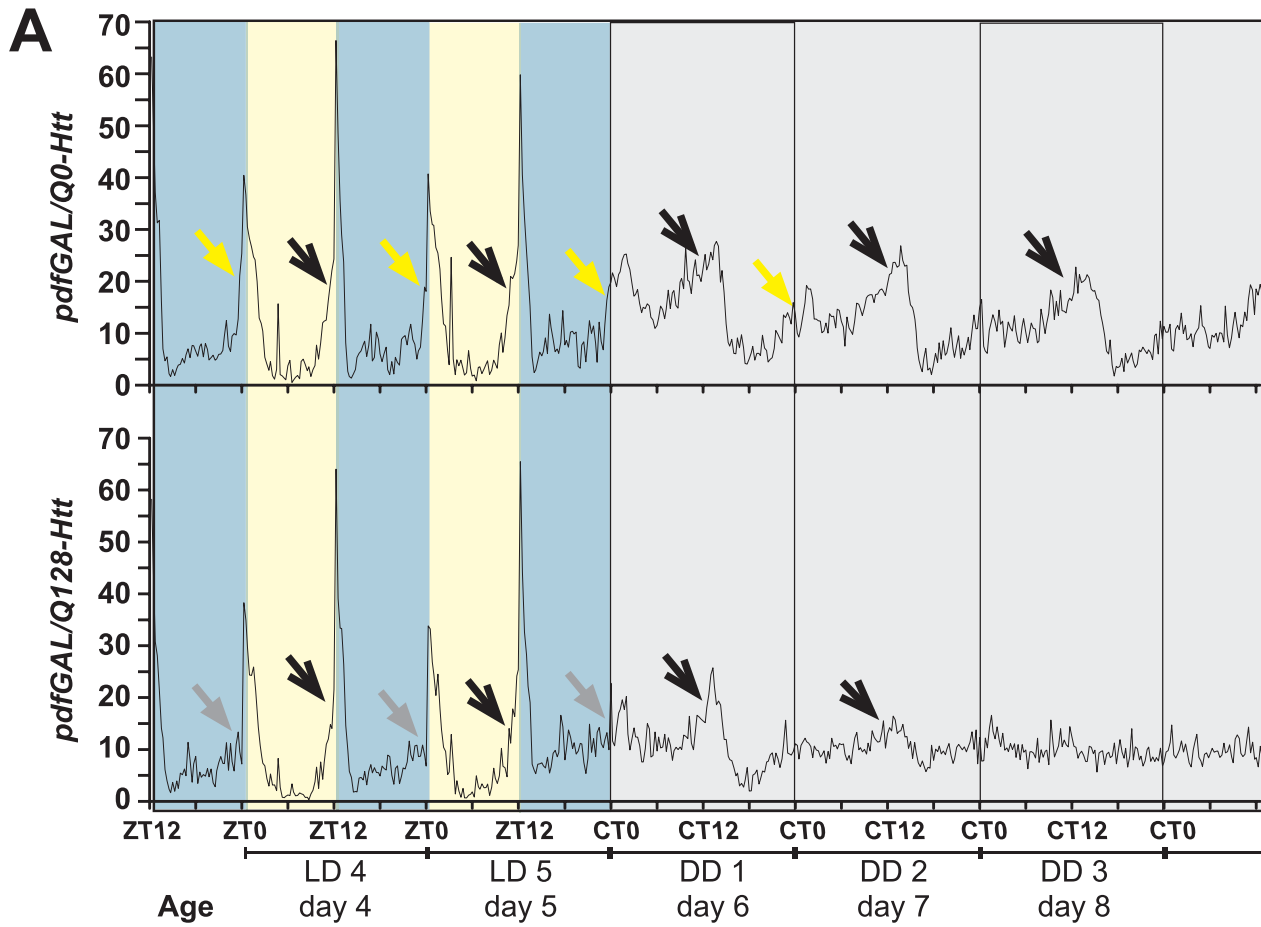 A
70
60
50
40
30
20
10
0
pdfGAL/Q0-Htt
70
60
50
40
30
20
10
0
pdfGAL/Q128-Htt
ZT12 ZT0 ZT12 ZT0 ZT12 CT0 CT12 CT0 CT12 CT0 CT12 CT0
LD 4 LD 5 DD 1 DD 2 DD 3
Age day 4 day 5 day 6 day 7 day 8